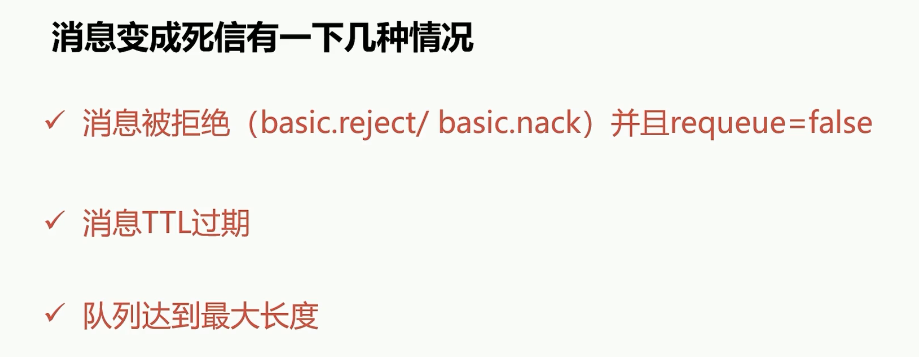 消息变成死信有一下几种情况
✓ 消息被拒绝（basic.reject/ basic.nack）并且requeue=false
✓ 消息TTL过期
✓ 队列达到最大长度